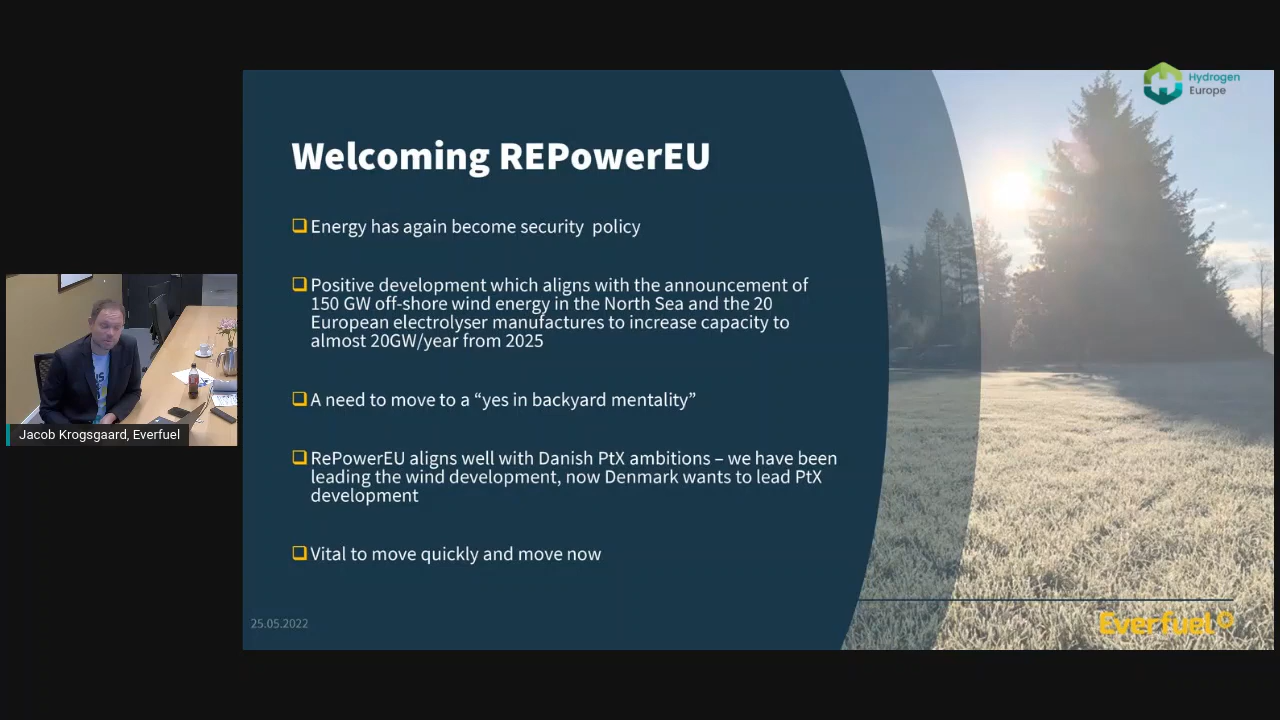 Hydrogen
Europe
Welcoming REPowerEU
Energy has again become security  policy
Positive development which aligns with the announcement of
150 GW off-shore wind energy in the North Sea and the 20
European electrolyser manufactures to increase capacity to
almost 20GW/year from 2025
A need to move to a “yes in backyard mentality”
RePowerEU aligns well with Danish PtX ambitions – we have been
leading the wind development, now Denmark wants to lead PtX
development
Vital to move quickly and move now
Jacob Krogsgaard, Everfuel
25.05.2022
Everfuel